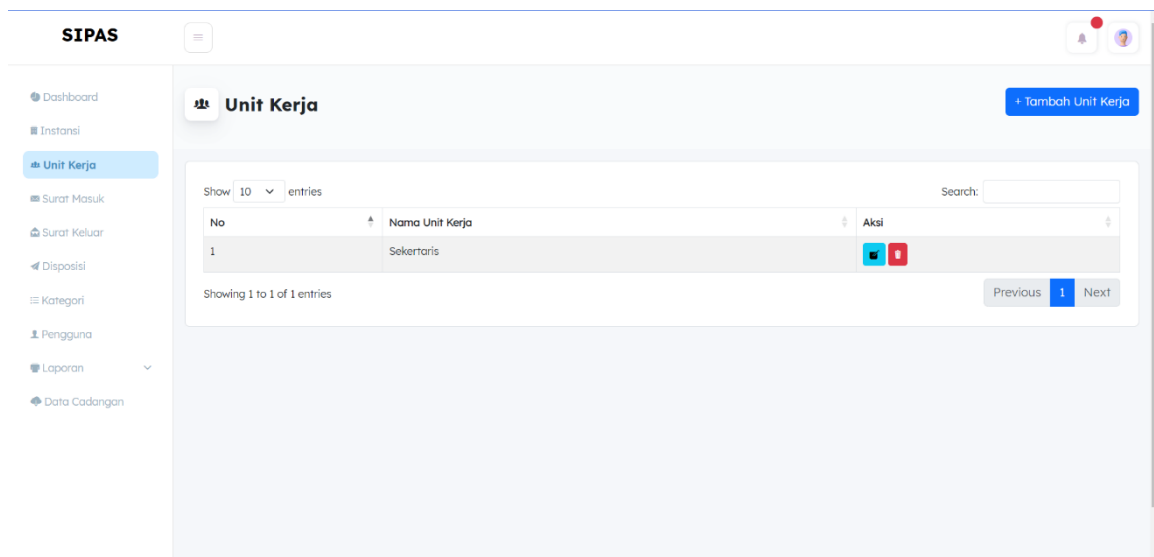 SIPAS
Dashboard
Instansi
Unit Kerja
Surat Masuk
Surat Keluar
Disposisi
Kategori
Pengguna
Laporan
Data Cadangan
Unit Kerja
+ Tambah Unit Kerja
Show 10 entries
Search:
No Nama Unit Kerja Aksi
1 Sekertaris
Showing 1 to 1 of 1 entries
Previous 1 Next